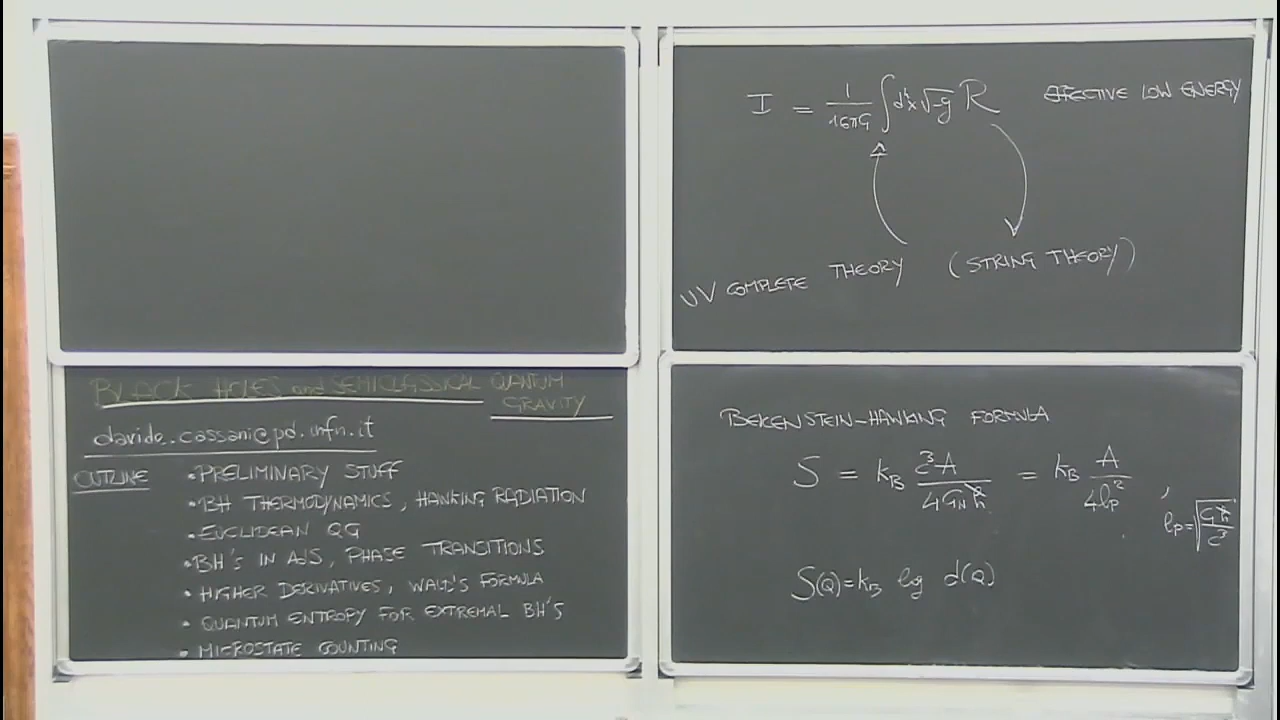 BLACK HOLES and SEMICLASSICAL QUANTUM
GRAVITY
davide.cassani@pd.infn.it
OUTLINE
• PRELIMINARY STUFF
• BH THERMODYNAMICS, HAWKING RADIATION
• EUCLIDEAN QG
• BH'S IN AdS, PHASE TRANSITIONS
• HIGHER DERIVATIVES, WALD'S FORMULA
• QUANTUM ENTROPY FOR EXTREMAL BH'S
• MICROSTATE COUNTING
I = 1/16πG ∫d⁴x √-g R EFFECTIVE LOW ENERGY
UV COMPLETE THEORY (STRING THEORY)
BEKENSTEIN-HAWKING FORMULA
S = k_B c³A/4G_Nħ = k_B A/4l_P² , l_P = √Għ/c³
S(Q) = k_B log d(Q)